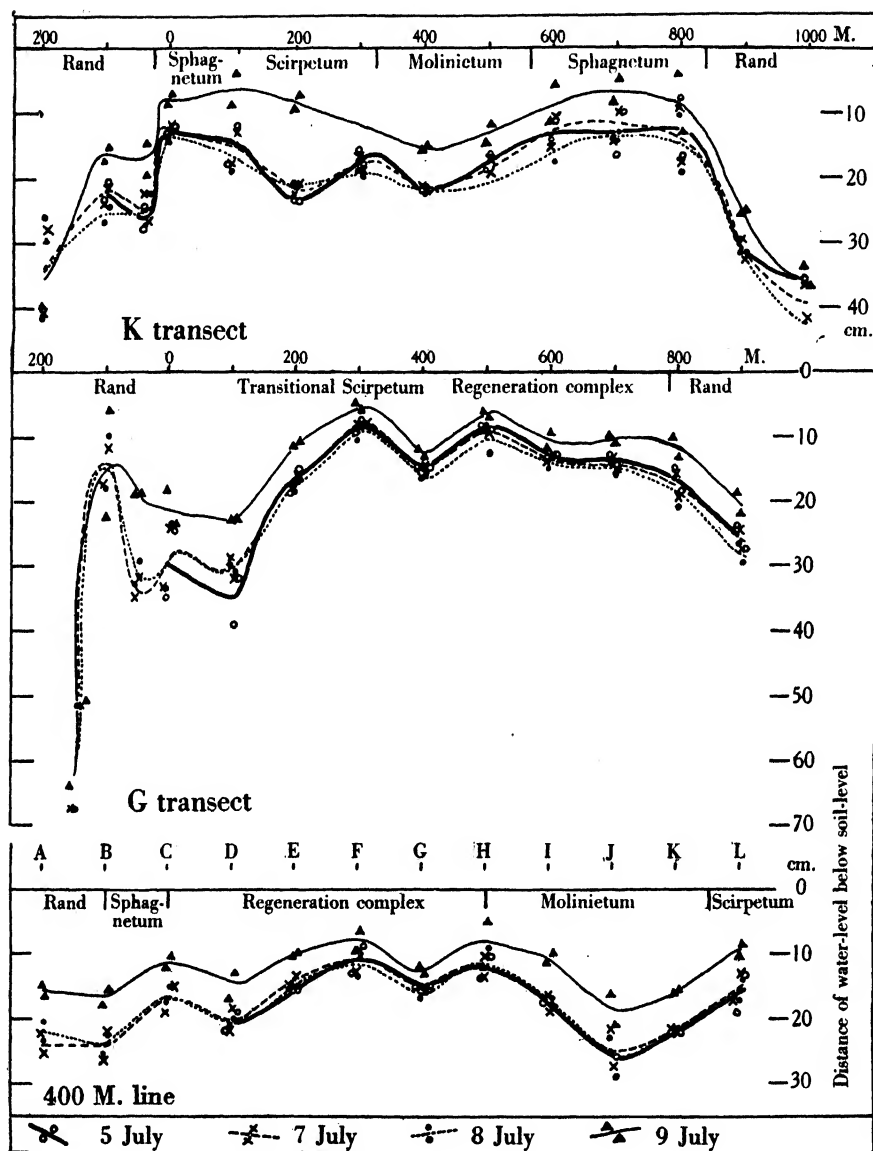 200 0 200 400 600 800 1000 M.
Rand Sphag-netum Scirpetum Molinictum Sphagnetum Rand
10
20
30
40
cm.
K transect
200 0 200 400 600 800 M. 0
Rand Transitional Scirpetum Regeneration complex Rand
10
20
30
40
50
60
70
G transect
A B C D E F G H I J K L cm.
0
Rand Sphag-netum Regeneration complex Molinietum Scirpetum
10
20
30
400 M. line
Distance of water-level below soil-level
5 July 7 July 8 July 9 July